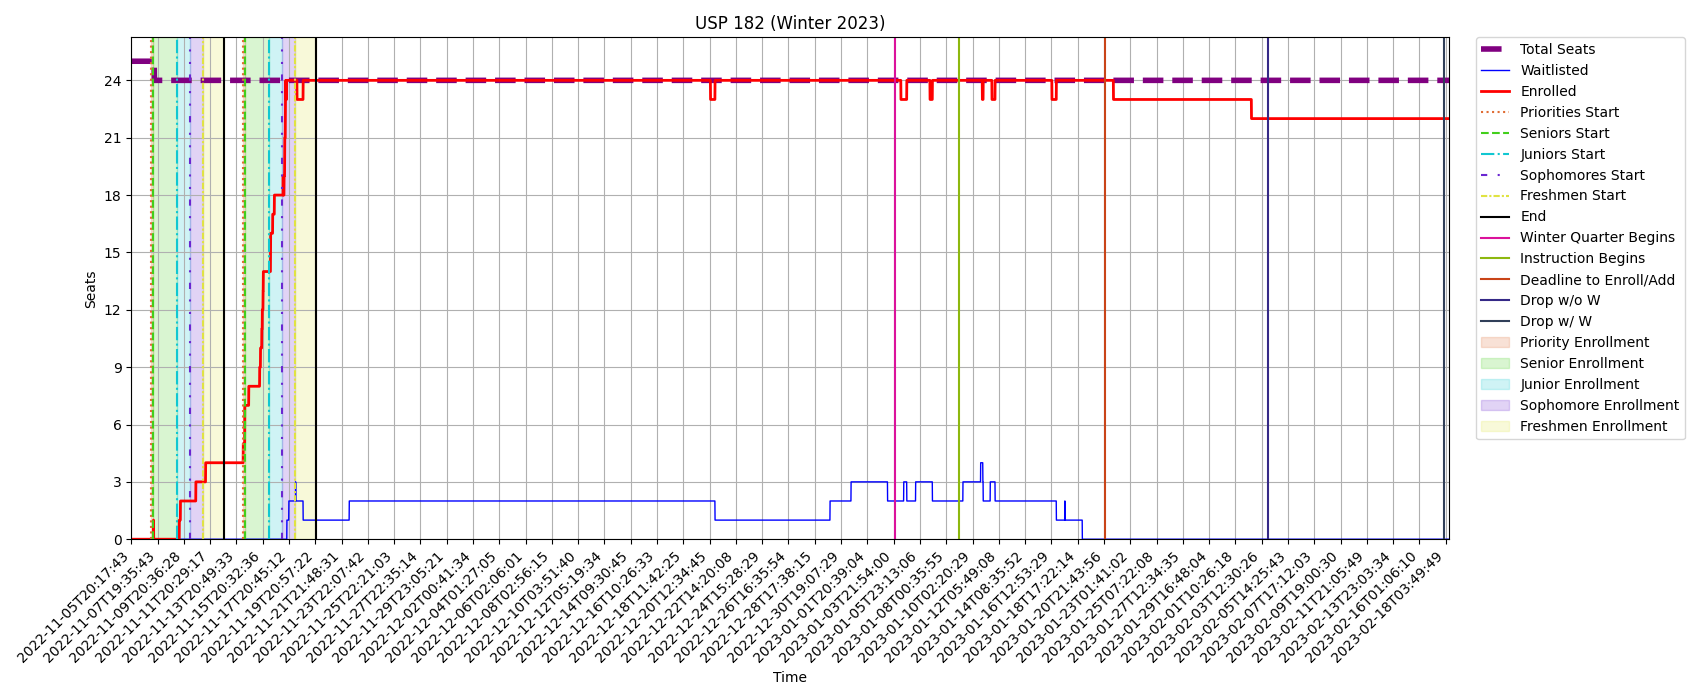 USP 182 (Winter 2023)
Seats
24
21
18
15
12
9
6
3
0
2022-11-05T20:17:43
2022-11-07T19:35:43
2022-11-09T20:36:28
2022-11-11T20:29:17
2022-11-13T20:49:33
2022-11-15T20:32:36
2022-11-17T20:45:12
2022-11-19T20:57:22
2022-11-21T21:48:31
2022-11-23T22:07:42
2022-11-25T22:21:03
2022-11-27T22:35:14
2022-11-29T23:05:21
2022-12-02T00:41:34
2022-12-04T01:27:05
2022-12-06T02:06:01
2022-12-08T02:56:15
2022-12-10T03:51:40
2022-12-12T05:19:34
2022-12-14T09:30:45
2022-12-16T10:26:33
2022-12-18T11:42:25
2022-12-20T12:34:45
2022-12-22T14:20:08
2022-12-24T15:28:29
2022-12-26T16:35:54
2022-12-28T17:38:15
2022-12-30T19:07:29
2023-01-01T20:39:04
2023-01-03T21:54:00
2023-01-05T23:13:06
2023-01-08T00:35:55
2023-01-10T02:20:29
2023-01-12T05:49:08
2023-01-14T08:35:52
2023-01-16T12:53:29
2023-01-18T17:22:14
2023-01-20T21:43:56
2023-01-23T01:41:02
2023-01-25T07:22:08
2023-01-27T12:34:35
2023-01-29T16:48:04
2023-02-01T10:26:18
2023-02-03T12:30:26
2023-02-05T14:25:43
2023-02-07T17:12:03
2023-02-09T19:00:30
2023-02-11T21:05:49
2023-02-13T23:03:34
2023-02-16T01:06:10
2023-02-18T03:49:49
Time
Total Seats
Waitlisted
Enrolled
Priorities Start
Seniors Start
Juniors Start
Sophomores Start
Freshmen Start
End
Winter Quarter Begins
Instruction Begins
Deadline to Enroll/Add
Drop w/o W
Drop w/ W
Priority Enrollment
Senior Enrollment
Junior Enrollment
Sophomore Enrollment
Freshmen Enrollment